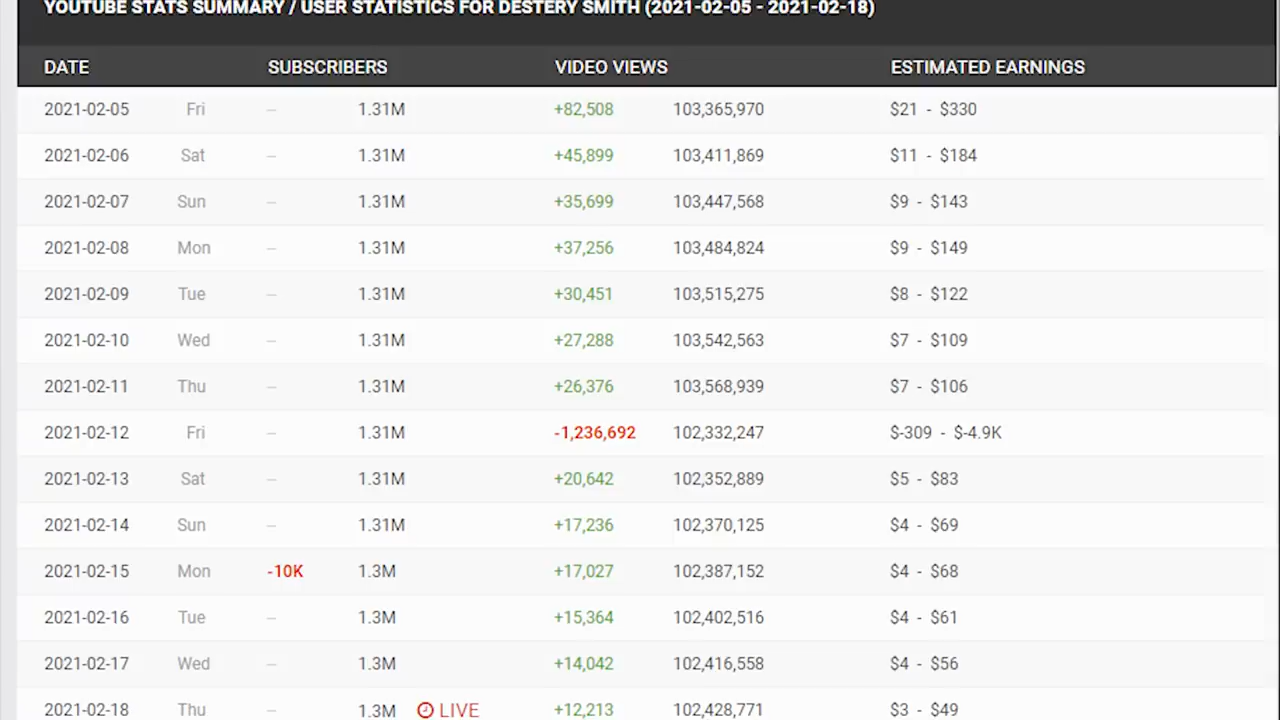 YOUTUBE STATS SUMMARY / USER STATISTICS FOR DESTERY SMITH (2021-02-05 - 2021-02-18)
DATE SUBSCRIBERS VIDEO VIEWS ESTIMATED EARNINGS
2021-02-05 Fri -- 1.31M +82,508 103,365,970 $21 - $330
2021-02-06 Sat -- 1.31M +45,899 103,411,869 $11 - $184
2021-02-07 Sun -- 1.31M +35,699 103,447,568 $9 - $143
2021-02-08 Mon -- 1.31M +37,256 103,484,824 $9 - $149
2021-02-09 Tue -- 1.31M +30,451 103,515,275 $8 - $122
2021-02-10 Wed -- 1.31M +27,288 103,542,563 $7 - $109
2021-02-11 Thu -- 1.31M +26,376 103,568,939 $7 - $106
2021-02-12 Fri -- 1.31M -1,236,692 102,332,247 $-309 - $-4.9K
2021-02-13 Sat -- 1.31M +20,642 102,352,889 $5 - $83
2021-02-14 Sun -- 1.31M +17,236 102,370,125 $4 - $69
2021-02-15 Mon -10K 1.3M +17,027 102,387,152 $4 - $68
2021-02-16 Tue -- 1.3M +15,364 102,402,516 $4 - $61
2021-02-17 Wed -- 1.3M +14,042 102,416,558 $4 - $56
2021-02-18 Thu -- 1.3M LIVE +12,213 102,428,771 $3 - $49